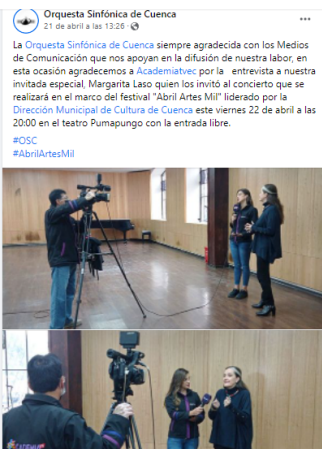 Orquesta Sinfónica de Cuenca
21 de abril a las 13:26 ·
La Orquesta Sinfónica de Cuenca siempre agradecida con los Medios
de Comunicación que nos apoyan en la difusión de nuestra labor, en
esta ocasión agradecemos a Academiatvec por la entrevista a nuestra
invitada especial, Margarita Laso quien los invitó al concierto que se
realizará en el marco del festival "Abril Artes Mil" liderado por la
Dirección Municipal de Cultura de Cuenca este viernes 22 de abril a las
20:00 en el teatro Pumapungo con la entrada libre.
#OSC
#AbrilArtesMil